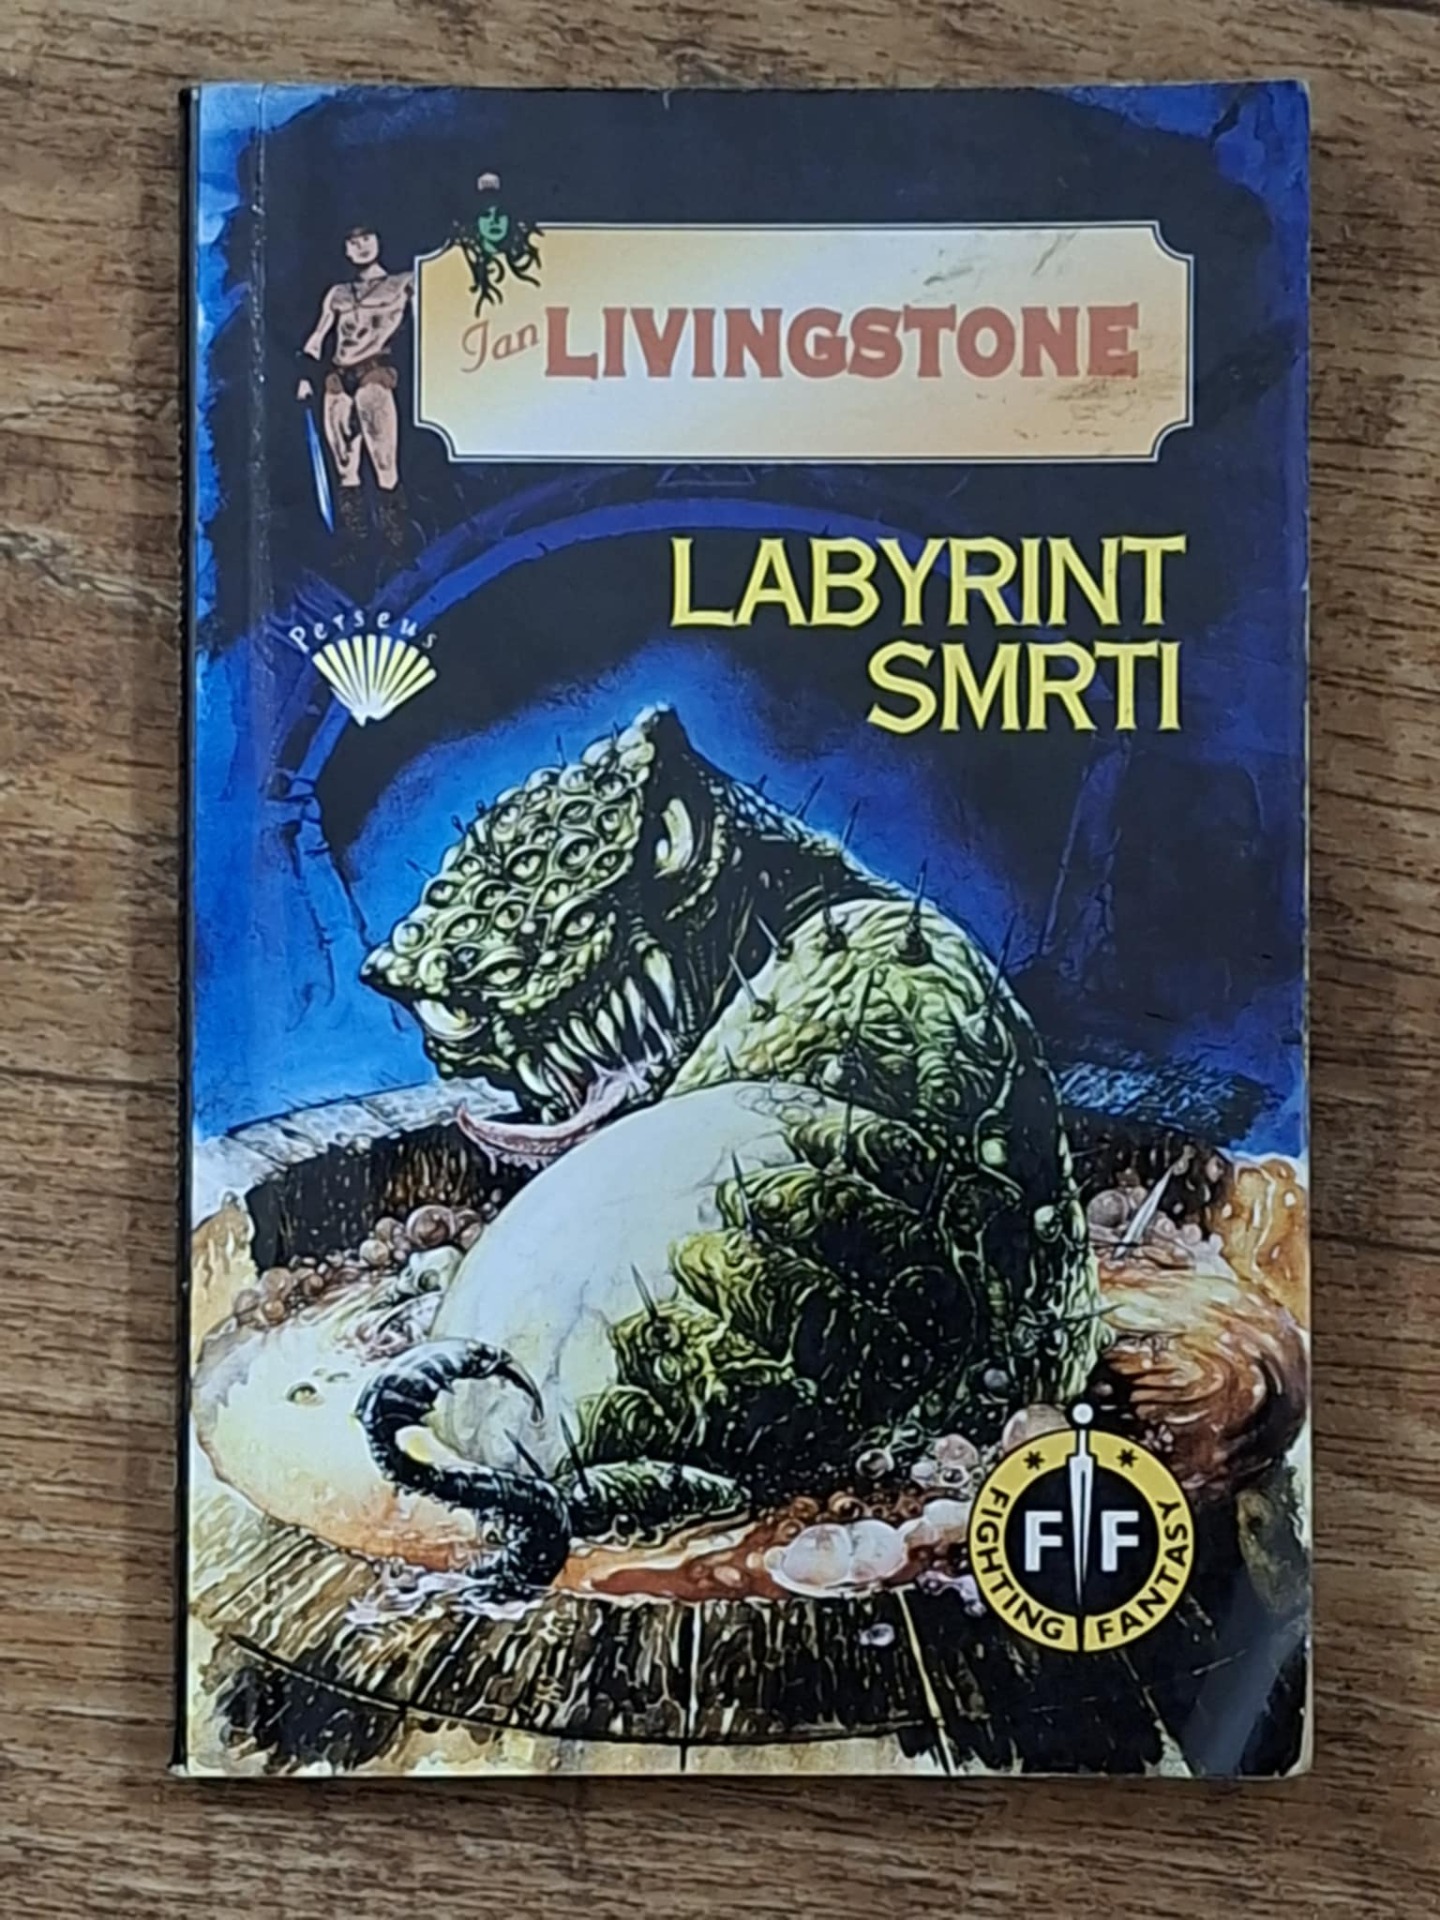 Ian LIVINGSTONE
LABYRINT
SMRTI
Perseus
FIGHTING FANTASY
FF